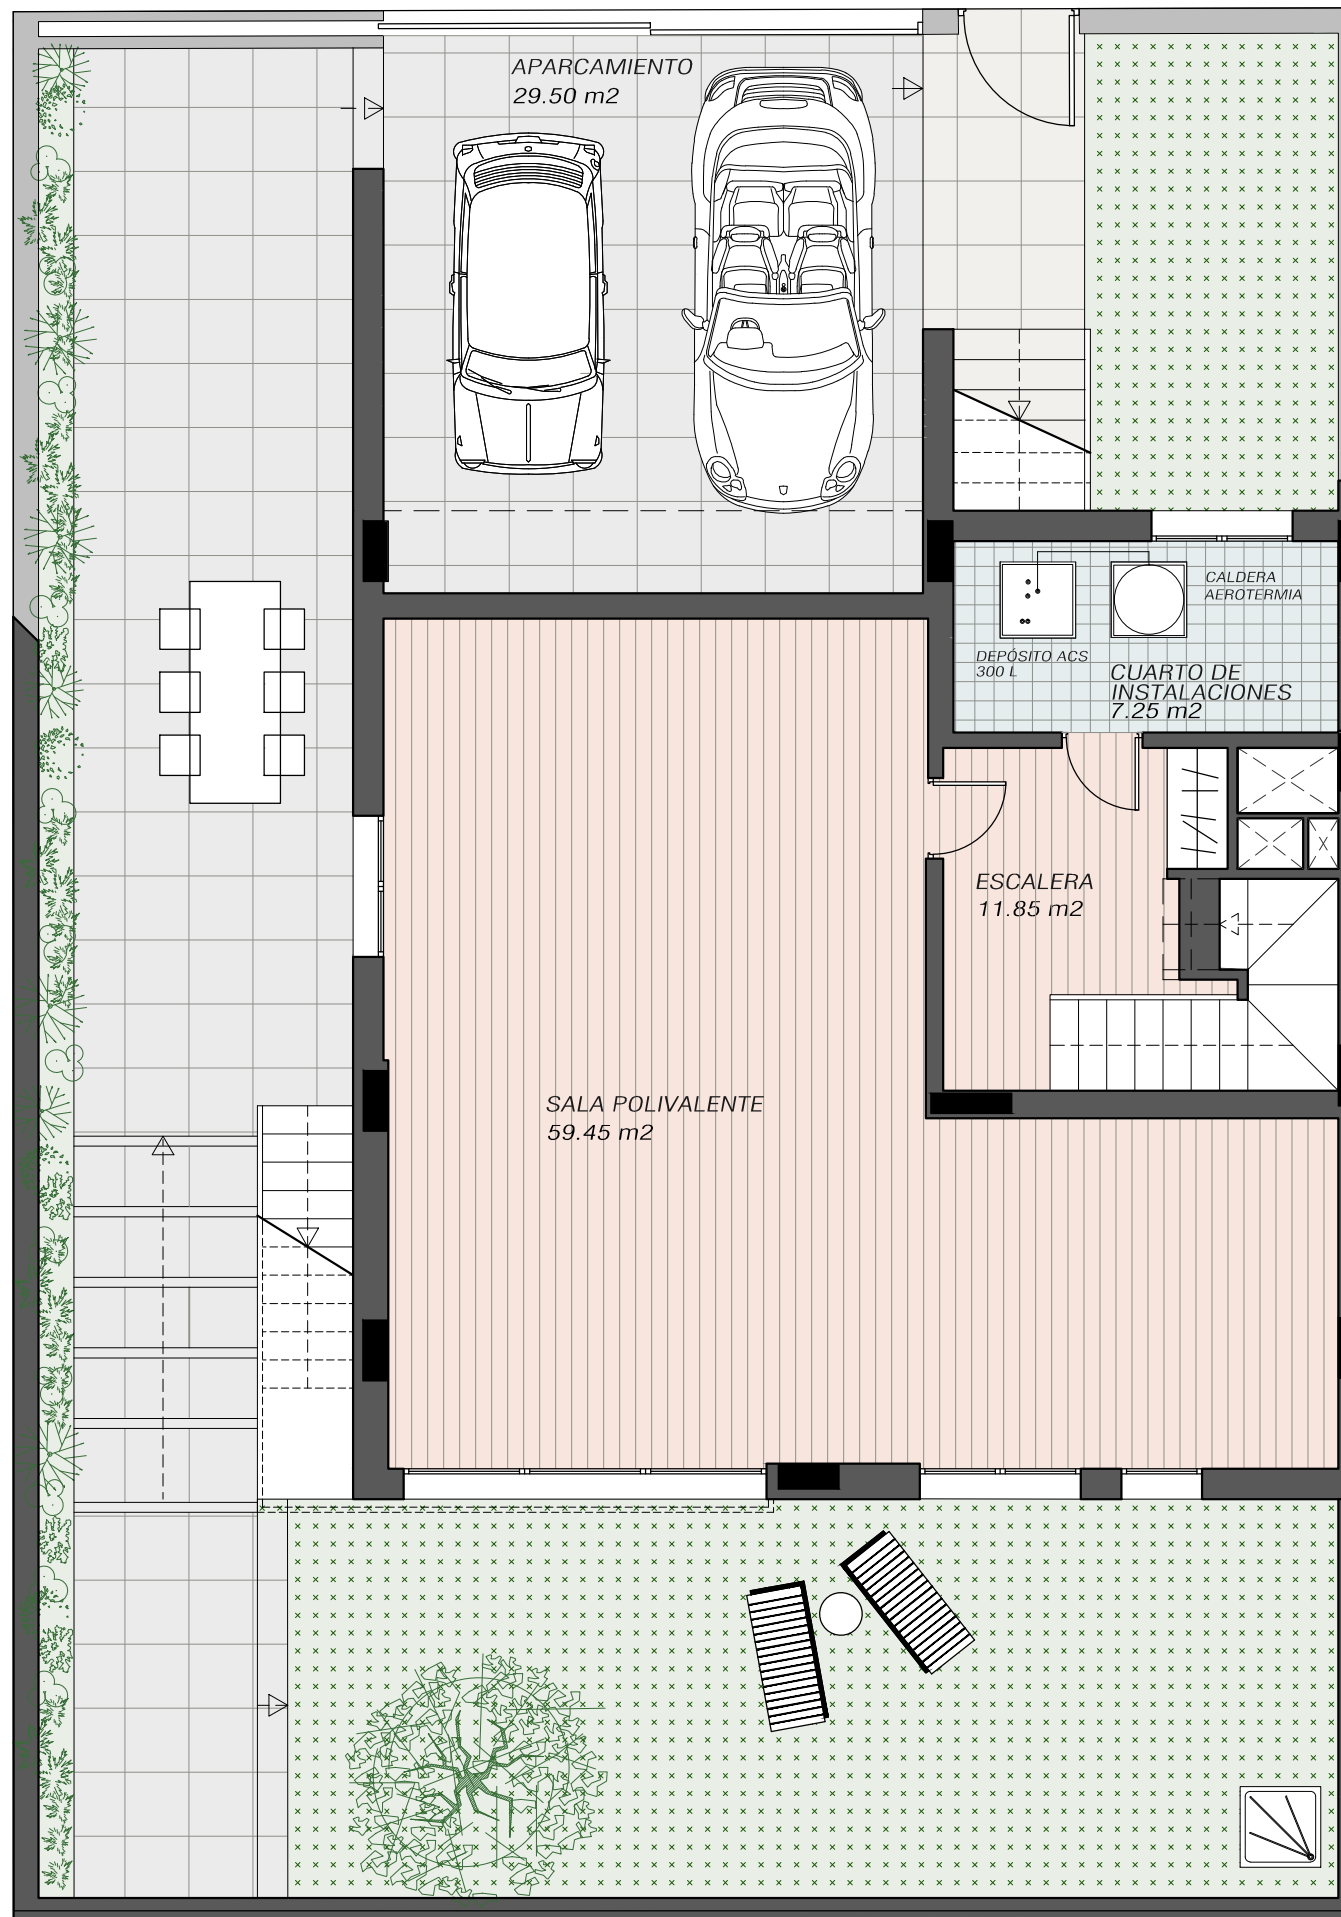 APARCAMIENTO
29.50 m2
CALDERA
AEROTERMIA
DEPÓSITO ACS
300 L
CUARTO DE
INSTALACIONES
7.25 m2
ESCALERA
11.85 m2
SALA POLIVALENTE
59.45 m2